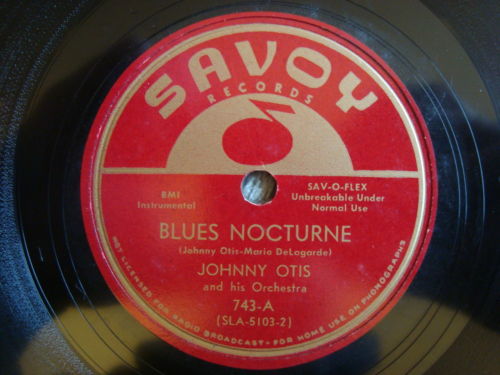 SAVOY
RECORDS
BMI
Instrumental
SAV-O-FLEX
Unbreakable Under
Normal Use
BLUES NOCTURNE
(Johnny Otis-Mario DeLagarde)
JOHNNY OTIS
and his Orchestra
743-A
(SLA-5103-2)
NOT LICENSED FOR RADIO BROADCAST-FOR HOME USE ON PHONOGRAPHS